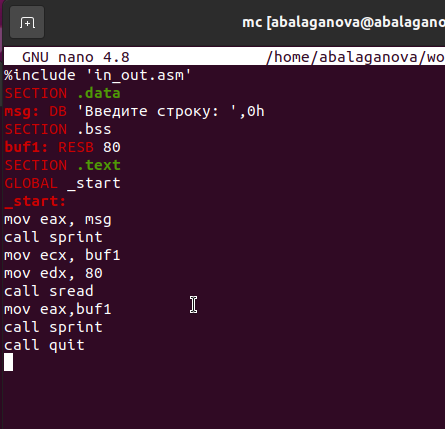 mc [abalaganova@abalagano
GNU nano 4.8 /home/abalaganova/wo
%include 'in_out.asm'
SECTION .data
msg: DB 'Введите строку: ',0h
SECTION .bss
buf1: RESB 80
SECTION .text
GLOBAL _start
_start:
mov eax, msg
call sprint
mov ecx, buf1
mov edx, 80
call sread
mov eax,buf1
call sprint
call quit